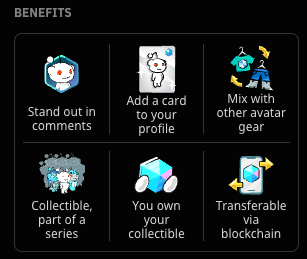 BENEFITS
Stand out in
comments
Add a card
to your
profile
Mix with
other avatar
gear
Collectible,
part of a
series
You own
your
collectible
Transferable
via
blockchain